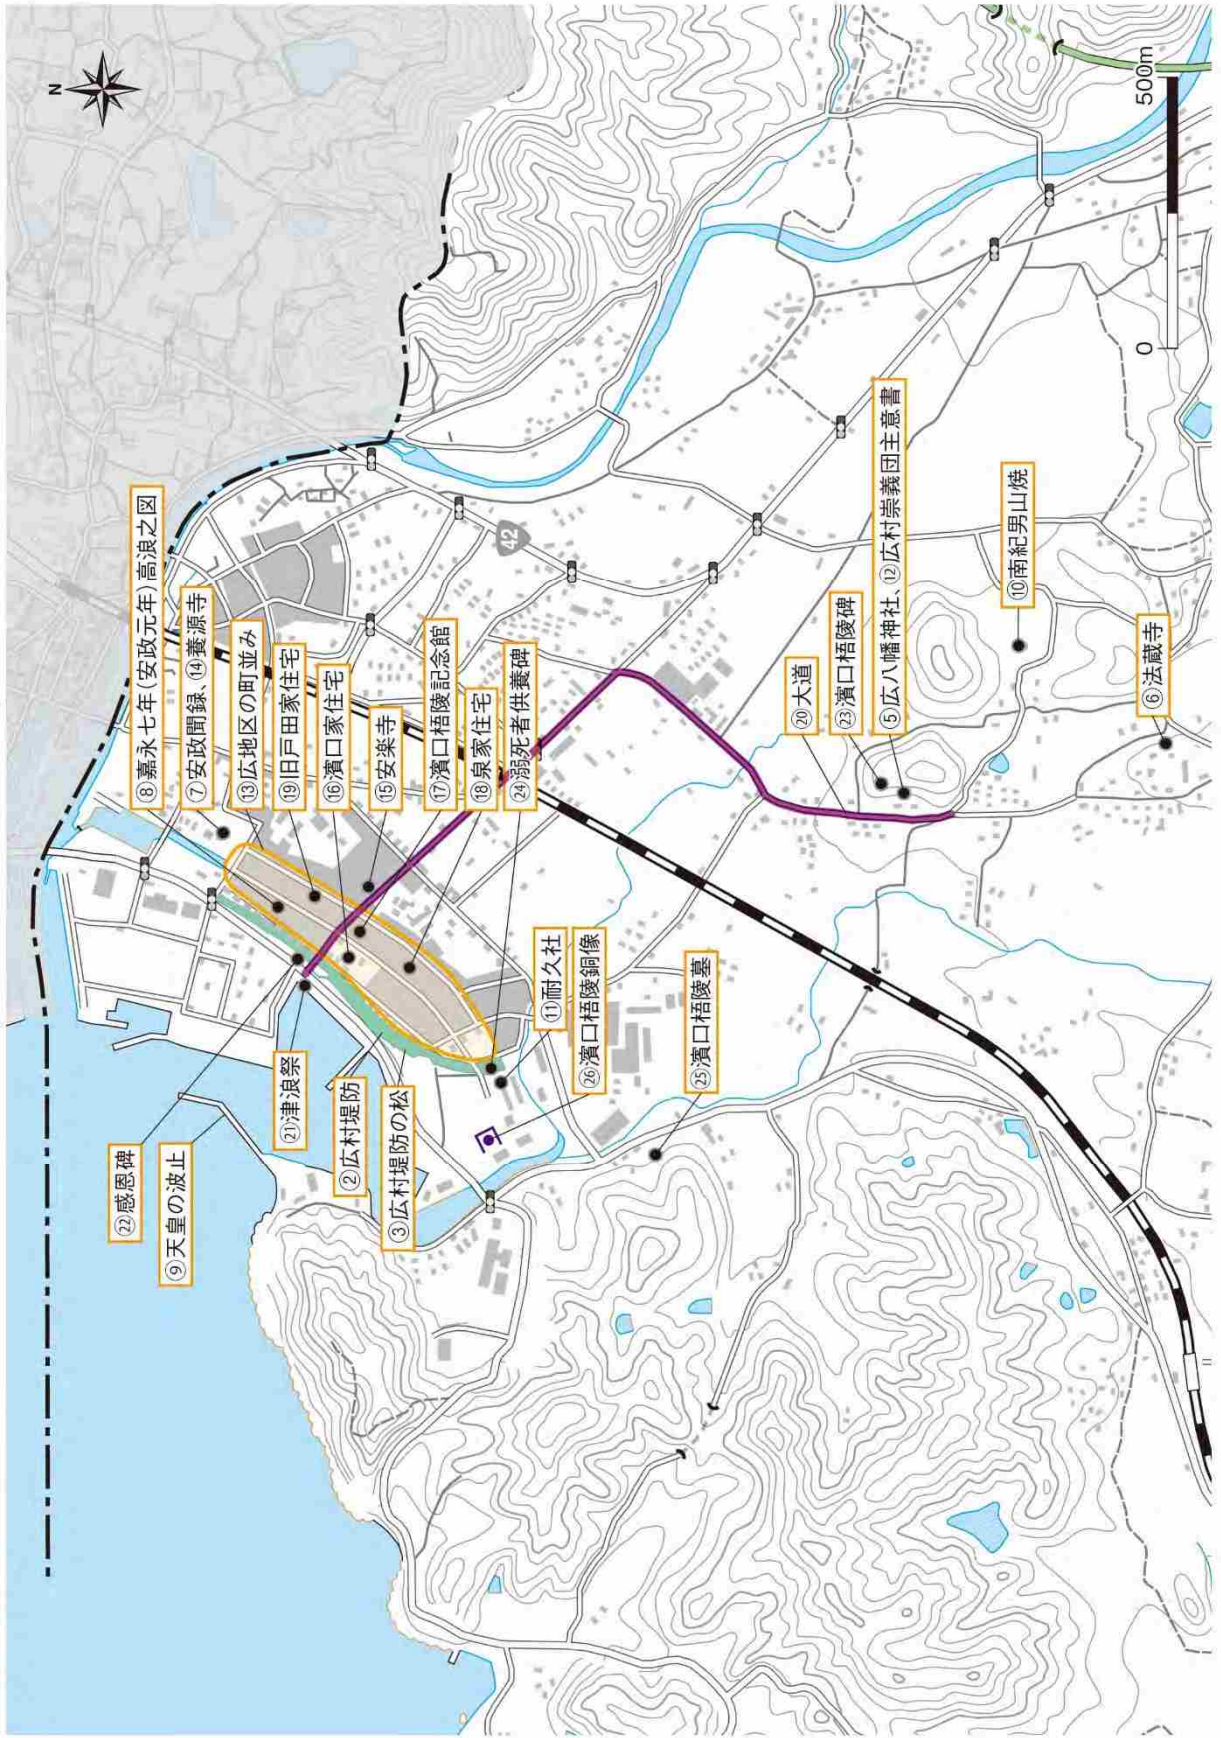 N
⑧嘉永七年(安政元年)高浪之図
⑦安政聞録、⑭養源寺
⑬広地区の町並み
⑲旧戸田家住宅
⑯濱口家住宅
⑮安楽寺
⑰濱口梧陵記念館
⑱泉家住宅
㉔溺死者供養碑
42
⑳大道
㉓濱口梧陵碑
⑤広八幡神社、⑫広村崇義団主意書
⑩南紀男山焼
⑥法蔵寺
㉒感恩碑
⑨天皇の波止
㉑津浪祭
②広村堤防
③広村堤防の松
⑪耐久社
㉖濱口梧陵銅像
㉕濱口梧陵墓
0
500m